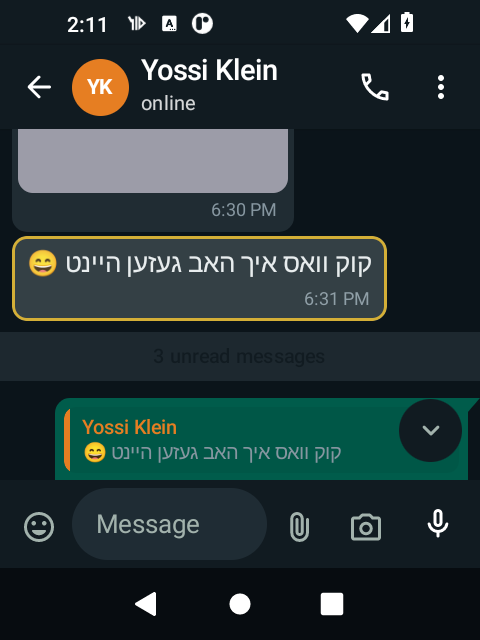 2:11
A
YK
Yossi Klein
online
6:30 PM
קוק וואס איך האב געזען היינט 😄
6:31 PM
3 unread messages
Yossi Klein
קוק וואס איך האב געזען היינט 😄
Message